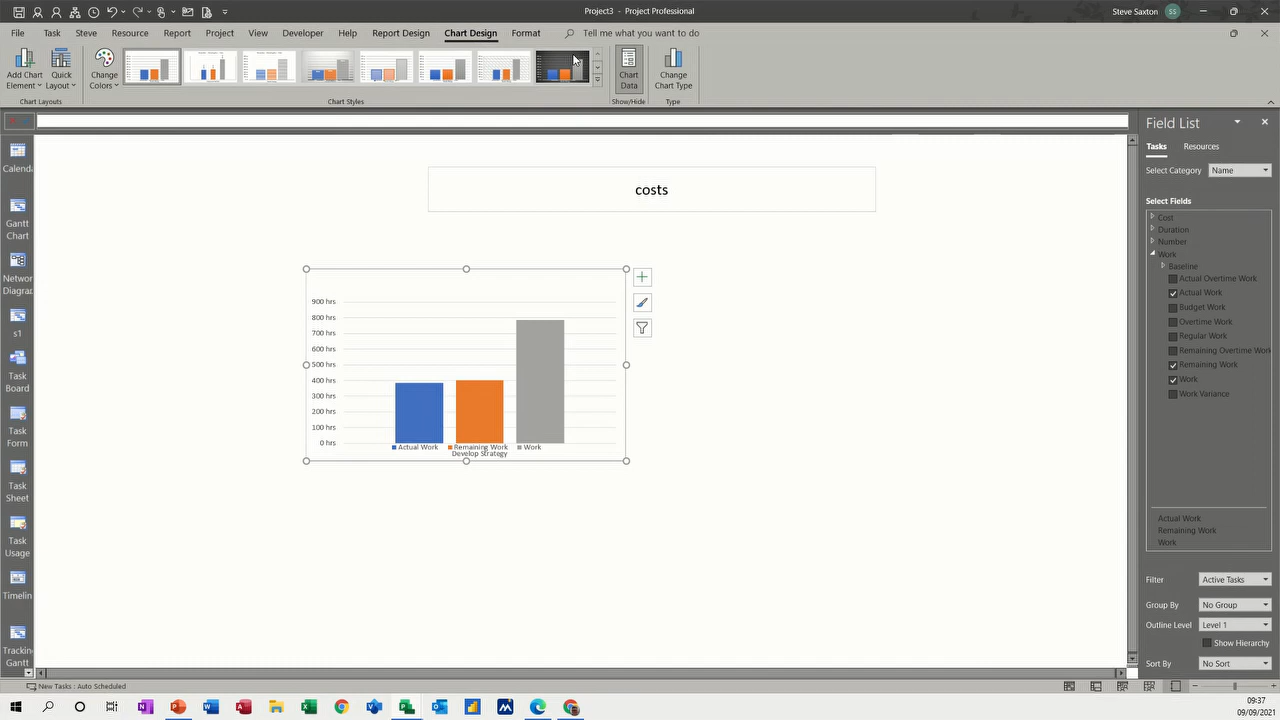 Project3 - Project Professional
Steve Saxton
SS
File
Task
Steve
Resource
Report
Project
View
Developer
Help
Report Design
Chart Design
Format
Tell me what you want to do
Add Chart
Element
Quick
Layout
Change
Colors
Chart
Data
Change
Chart Type
Chart Layouts
Chart Styles
Show/Hide
Type
Calenda
Gantt
Chart
Networ
Diagra
s1
Task
Board
Task
Form
Task
Sheet
Task
Usage
Timelin
Trackin
Gantt
costs
900 hrs
800 hrs
700 hrs
600 hrs
500 hrs
400 hrs
300 hrs
200 hrs
100 hrs
0 hrs
Actual Work
Remaining Work
Work
Develop Strategy
Field List
Tasks
Resources
Select Category
Name
Select Fields
Cost
Duration
Number
Work
Baseline
Actual Overtime Work
Actual Work
Budget Work
Overtime Work
Regular Work
Remaining Overtime Work
Remaining Work
Work
Work Variance
Actual Work
Remaining Work
Work
Filter
Active Tasks
Group By
No Group
Outline Level
Level 1
Show Hierarchy
Sort By
No Sort
New Tasks : Auto Scheduled
09:37
09/09/2021